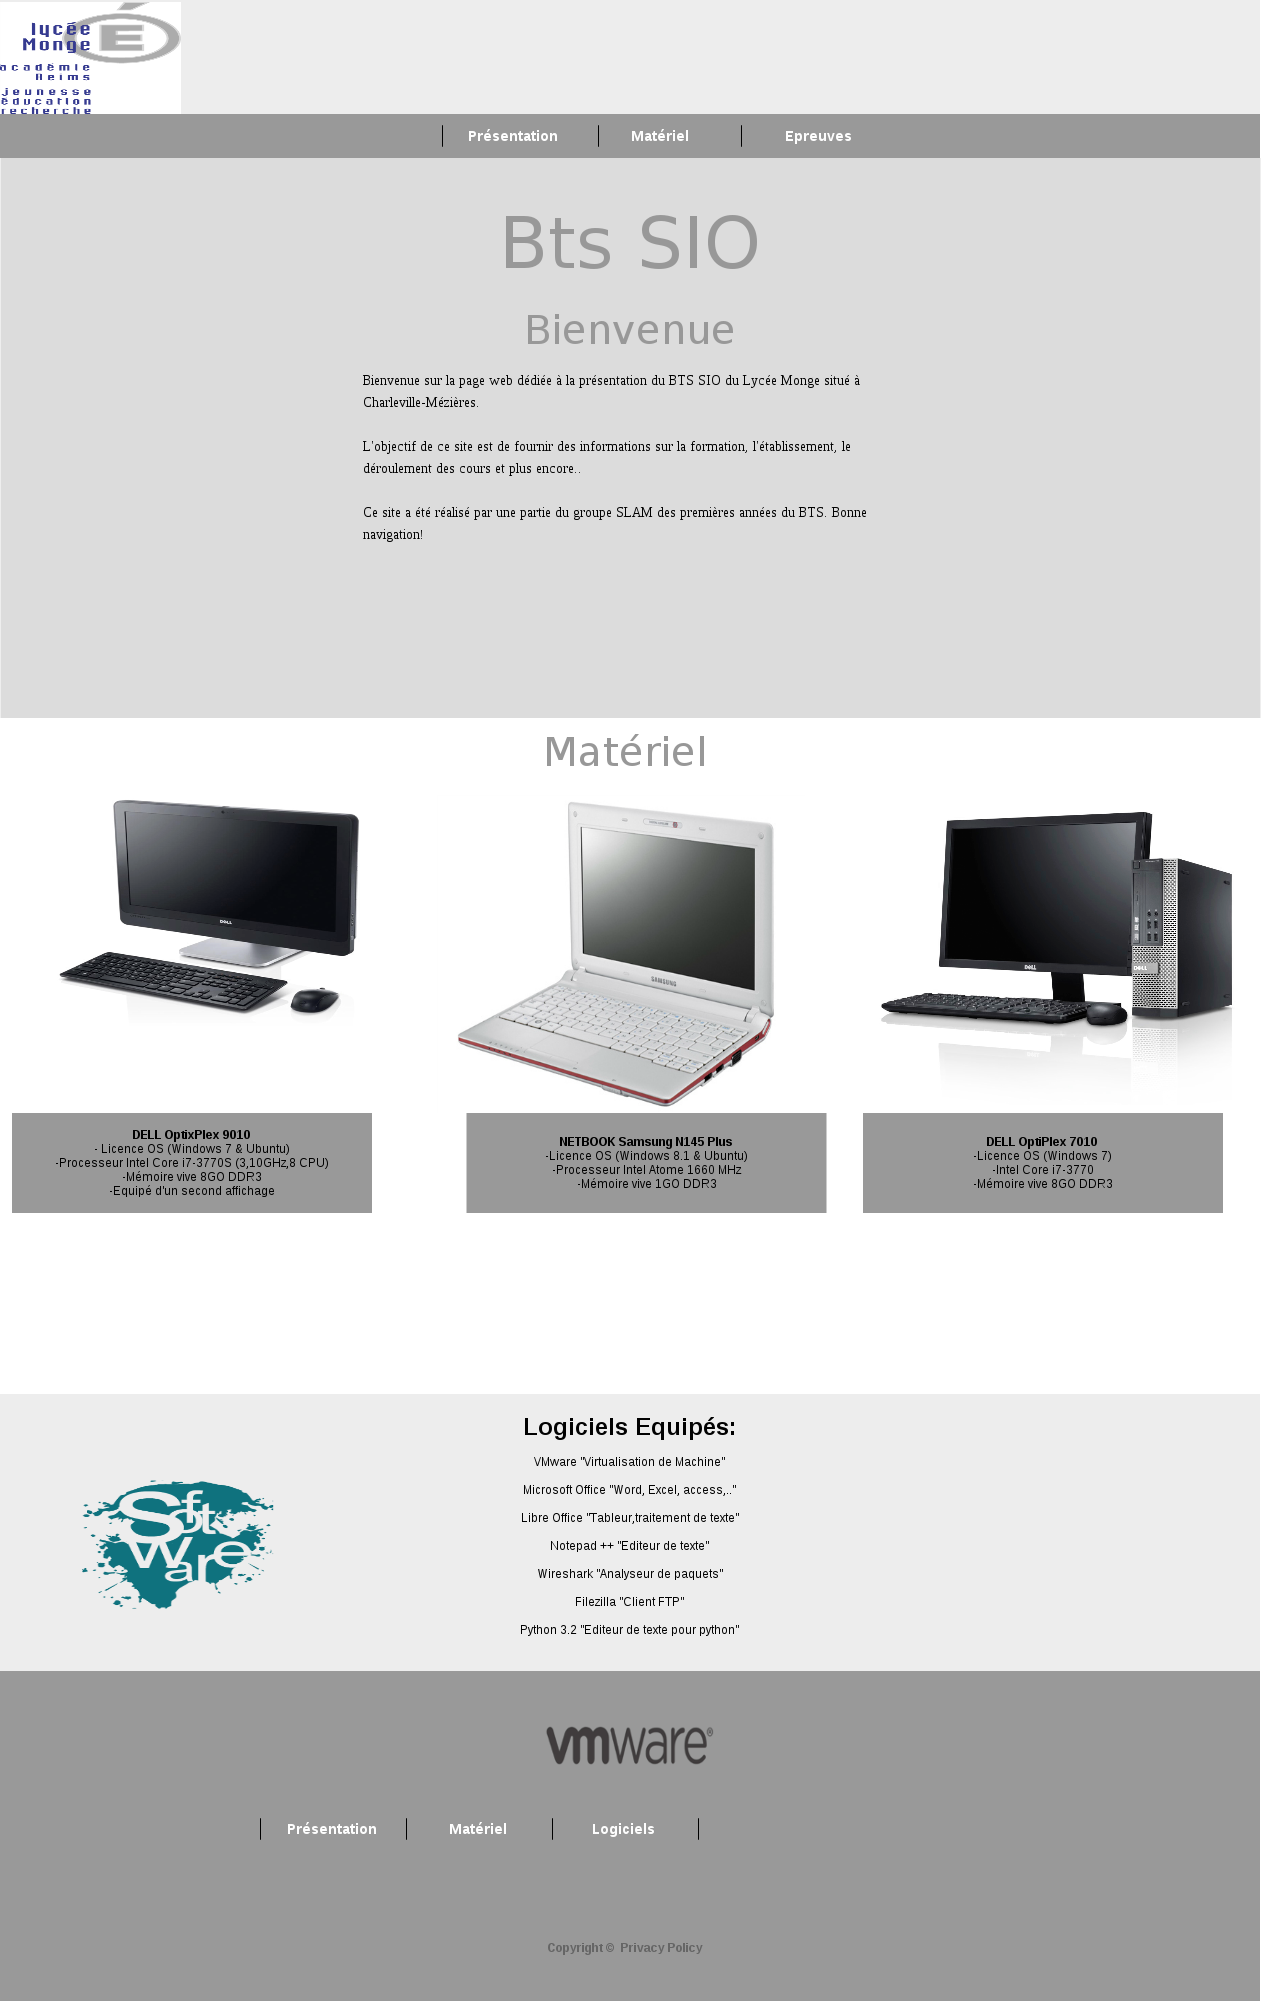 lycée
Monge
académie
Reims
jeunesse
éducation
recherche
É
Présentation Matériel Epreuves
Bts SIO
Bienvenue
Bienvenue sur la page web dédiée à la présentation du BTS SIO du Lycée Monge situé à
Charleville-Mézières.
L'objectif de ce site est de fournir des informations sur la formation, l'établissement, le
déroulement des cours et plus encore..
Ce site a été réalisé par une partie du groupe SLAM des premières années du BTS. Bonne
navigation!
Matériel
DELL
SAMSUNG
DELL
DELL
DELL OptixPlex 9010
- Licence OS (Windows 7 & Ubuntu)
-Processeur Intel Core i7-3770S (3,10GHz,8 CPU)
-Mémoire vive 8GO DDR3
-Equipé d'un second affichage
NETBOOK Samsung N145 Plus
-Licence OS (Windows 8.1 & Ubuntu)
-Processeur Intel Atome 1660 MHz
-Mémoire vive 1GO DDR3
DELL OptiPlex 7010
-Licence OS (Windows 7)
-Intel Core i7-3770
-Mémoire vive 8GO DDR3
Logiciels Equipés:
VMware "Virtualisation de Machine"
Microsoft Office "Word, Excel, access,.."
Libre Office "Tableur,traitement de texte"
Notepad ++ "Editeur de texte"
Wireshark "Analyseur de paquets"
Filezilla "Client FTP"
Python 3.2 "Editeur de texte pour python"
Software
vmware®
Présentation Matériel Logiciels
Copyright © Privacy Policy